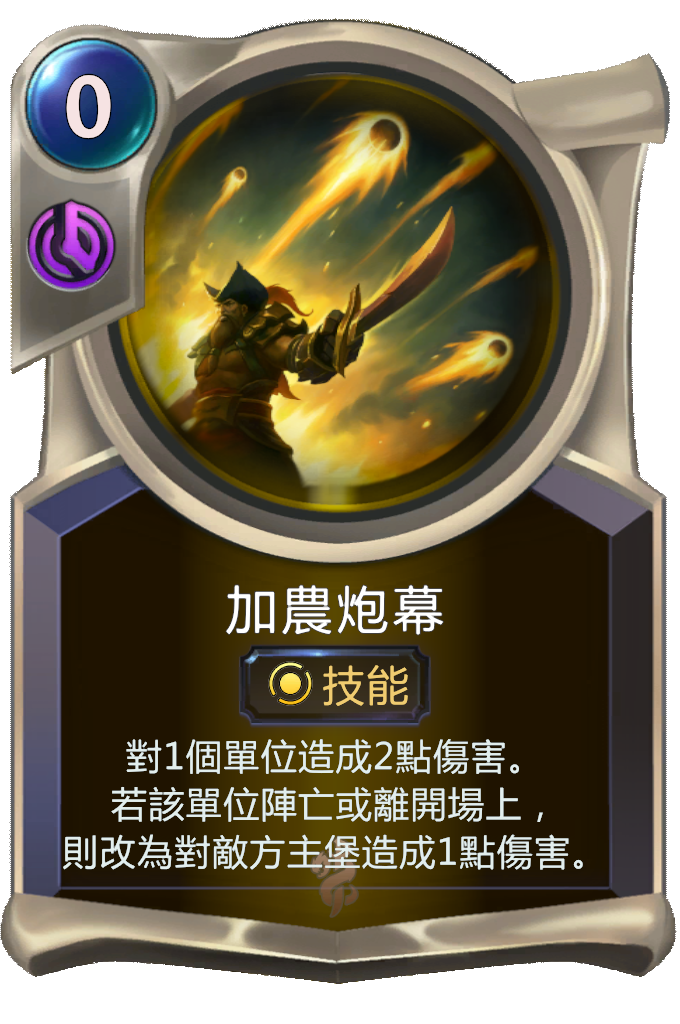 0
加農炮幕
技能
對1個單位造成2點傷害。
若該單位陣亡或離開場上，
則改為對敵方主堡造成1點傷害。